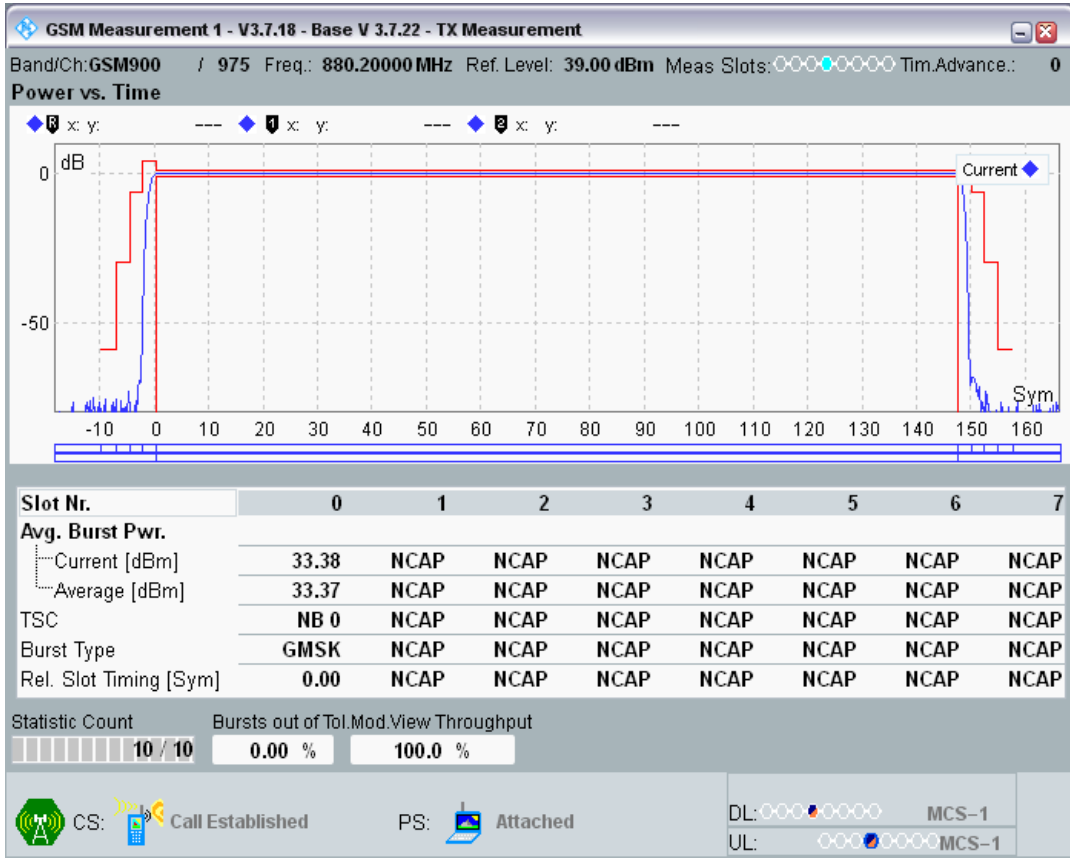 GSM Measurement 1 - V3.7.18 - Base V 3.7.22 - TX Measurement
Band/Ch:GSM900 / 975 Freq.: 880.20000 MHz Ref. Level: 39.00 dBm Meas Slots: Tim.Advance.: 0
Power vs. Time
R x: y: --- 1 x: y: --- 2 x: y: ---
dB
Current
0
-50
Sym
-10 0 10 20 30 40 50 60 70 80 90 100 110 120 130 140 150 160
Slot Nr. 0 1 2 3 4 5 6 7
Avg. Burst Pwr.
Current [dBm] 33.38 NCAP NCAP NCAP NCAP NCAP NCAP NCAP
Average [dBm] 33.37 NCAP NCAP NCAP NCAP NCAP NCAP NCAP
TSC NB 0 NCAP NCAP NCAP NCAP NCAP NCAP NCAP
Burst Type GMSK NCAP NCAP NCAP NCAP NCAP NCAP NCAP
Rel. Slot Timing [Sym] 0.00 NCAP NCAP NCAP NCAP NCAP NCAP NCAP
Statistic Count Bursts out of Tol.Mod.View Throughput
10 / 10 0.00 % 100.0 %
CS: Call Established PS: Attached
DL: MCS-1
UL: MCS-1